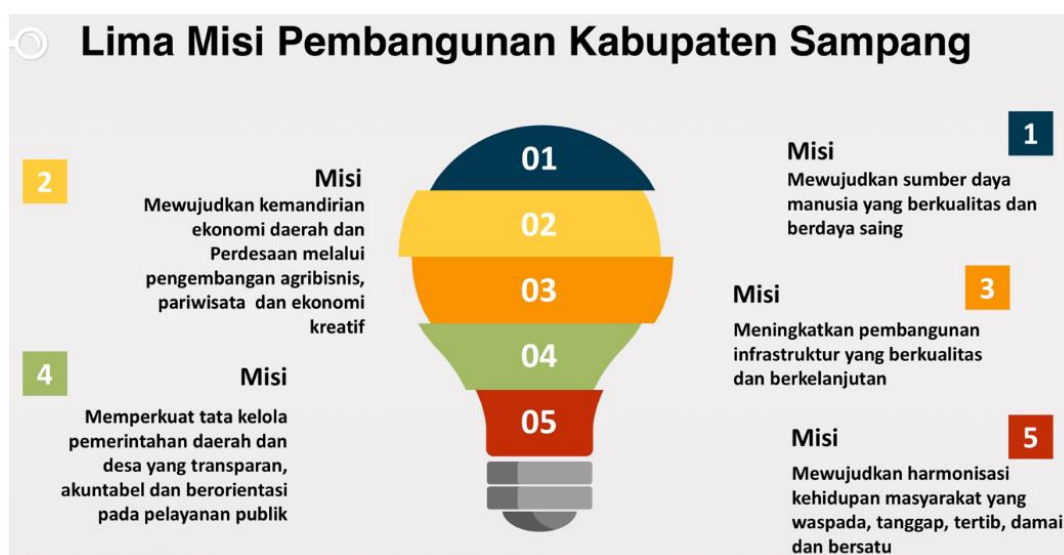 Lima Misi Pembangunan Kabupaten Sampang
1
Misi
Mewujudkan sumber daya
manusia yang berkualitas dan
berdaya saing
2
Misi
Mewujudkan kemandirian
ekonomi daerah dan
Perdesaan melalui
pengembangan agribisnis,
pariwisata dan ekonomi
kreatif
3
Misi
Meningkatkan pembangunan
infrastruktur yang berkualitas
dan berkelanjutan
4
Misi
Memperkuat tata kelola
pemerintahan daerah dan
desa yang transparan,
akuntabel dan berorientasi
pada pelayanan publik
5
Misi
Mewujudkan harmonisasi
kehidupan masyarakat yang
waspada, tanggap, tertib, damai
dan bersatu
01
02
03
04
05